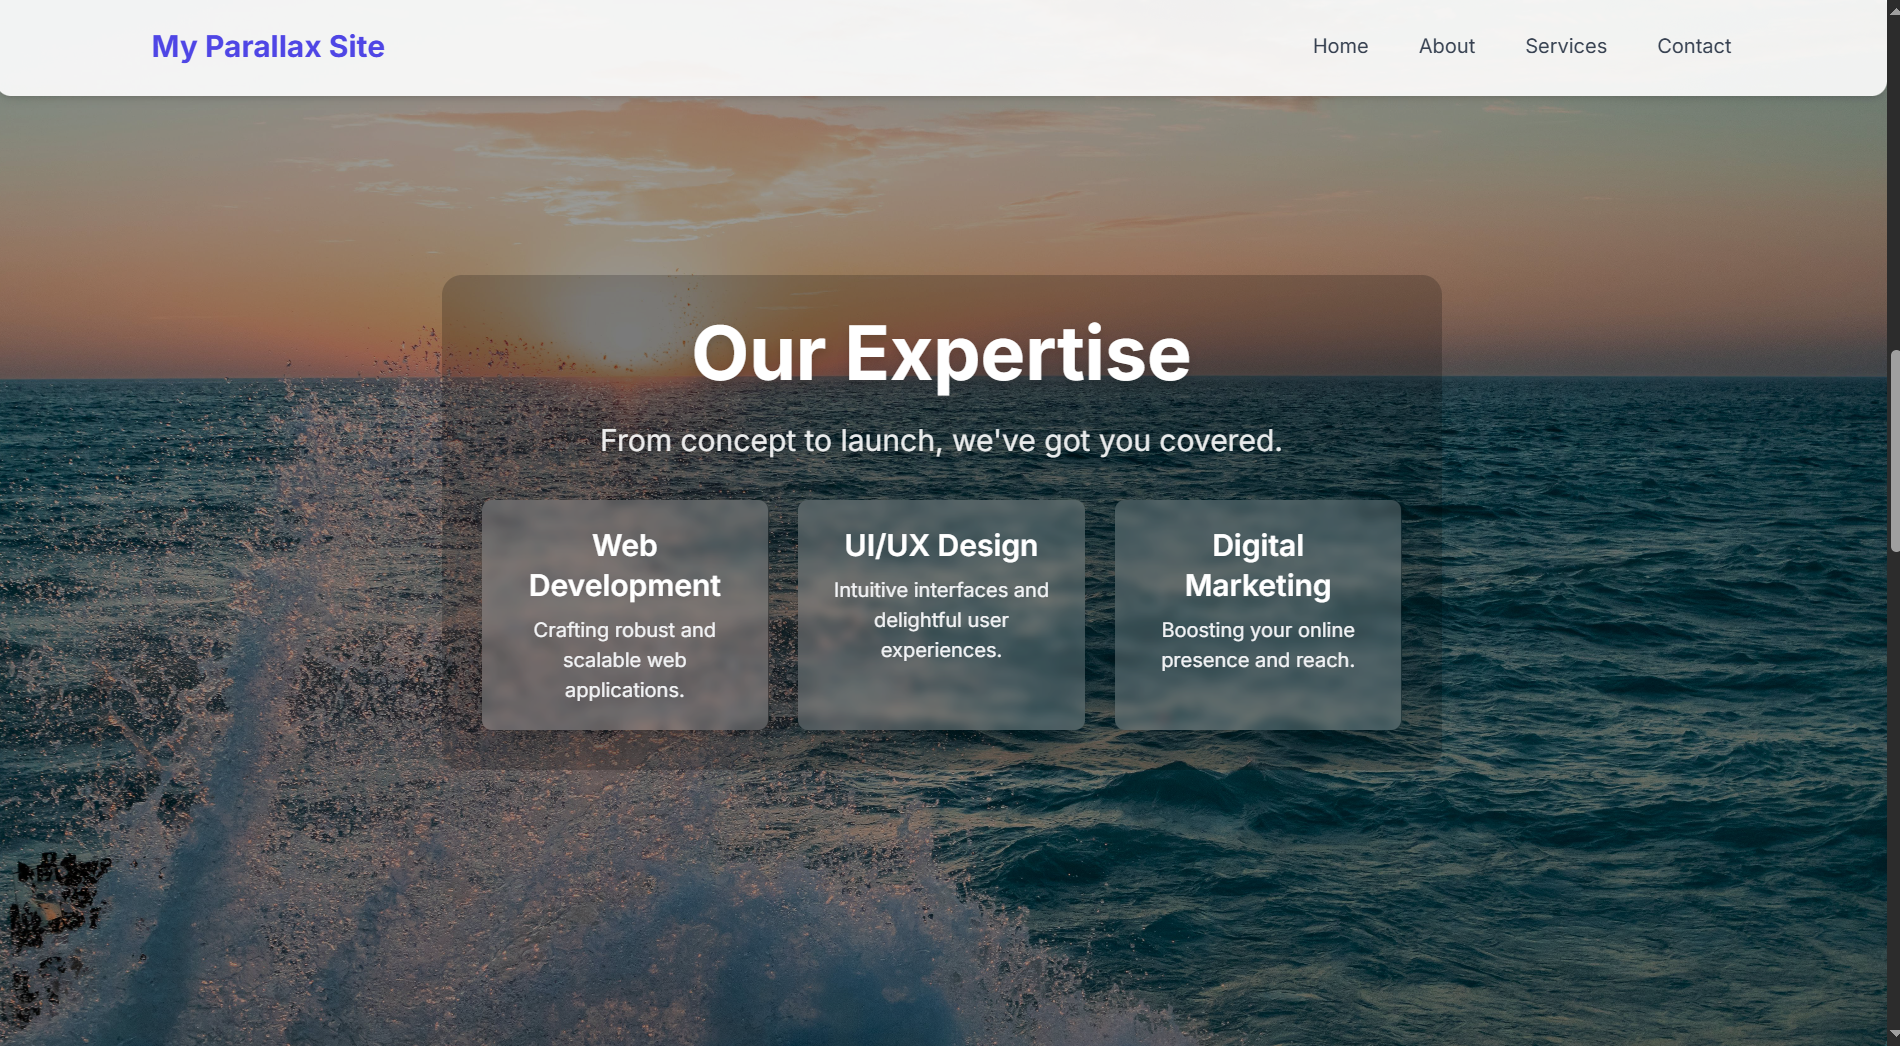 My Parallax Site
Home About Services Contact
Our Expertise
From concept to launch, we've got you covered.
Web
Development
Crafting robust and
scalable web
applications.
UI/UX Design
Intuitive interfaces and
delightful user
experiences.
Digital
Marketing
Boosting your online
presence and reach.